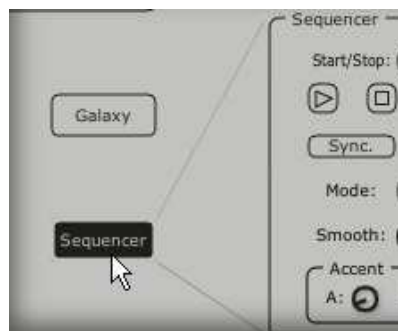 Sequencer
Start/Stop:
Galaxy
Sync.
Mode:
Sequencer
Smooth:
Accent
A: